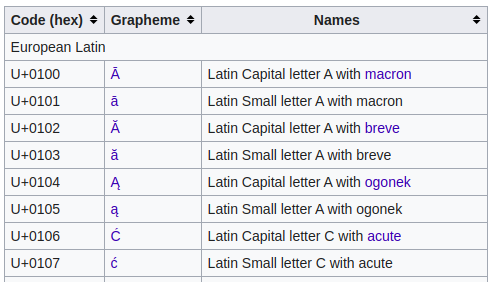 Code (hex) Grapheme Names
European Latin
U+0100 Ā Latin Capital letter A with macron
U+0101 ā Latin Small letter A with macron
U+0102 Ă Latin Capital letter A with breve
U+0103 ă Latin Small letter A with breve
U+0104 Ą Latin Capital letter A with ogonek
U+0105 ą Latin Small letter A with ogonek
U+0106 Ć Latin Capital letter C with acute
U+0107 ć Latin Small letter C with acute